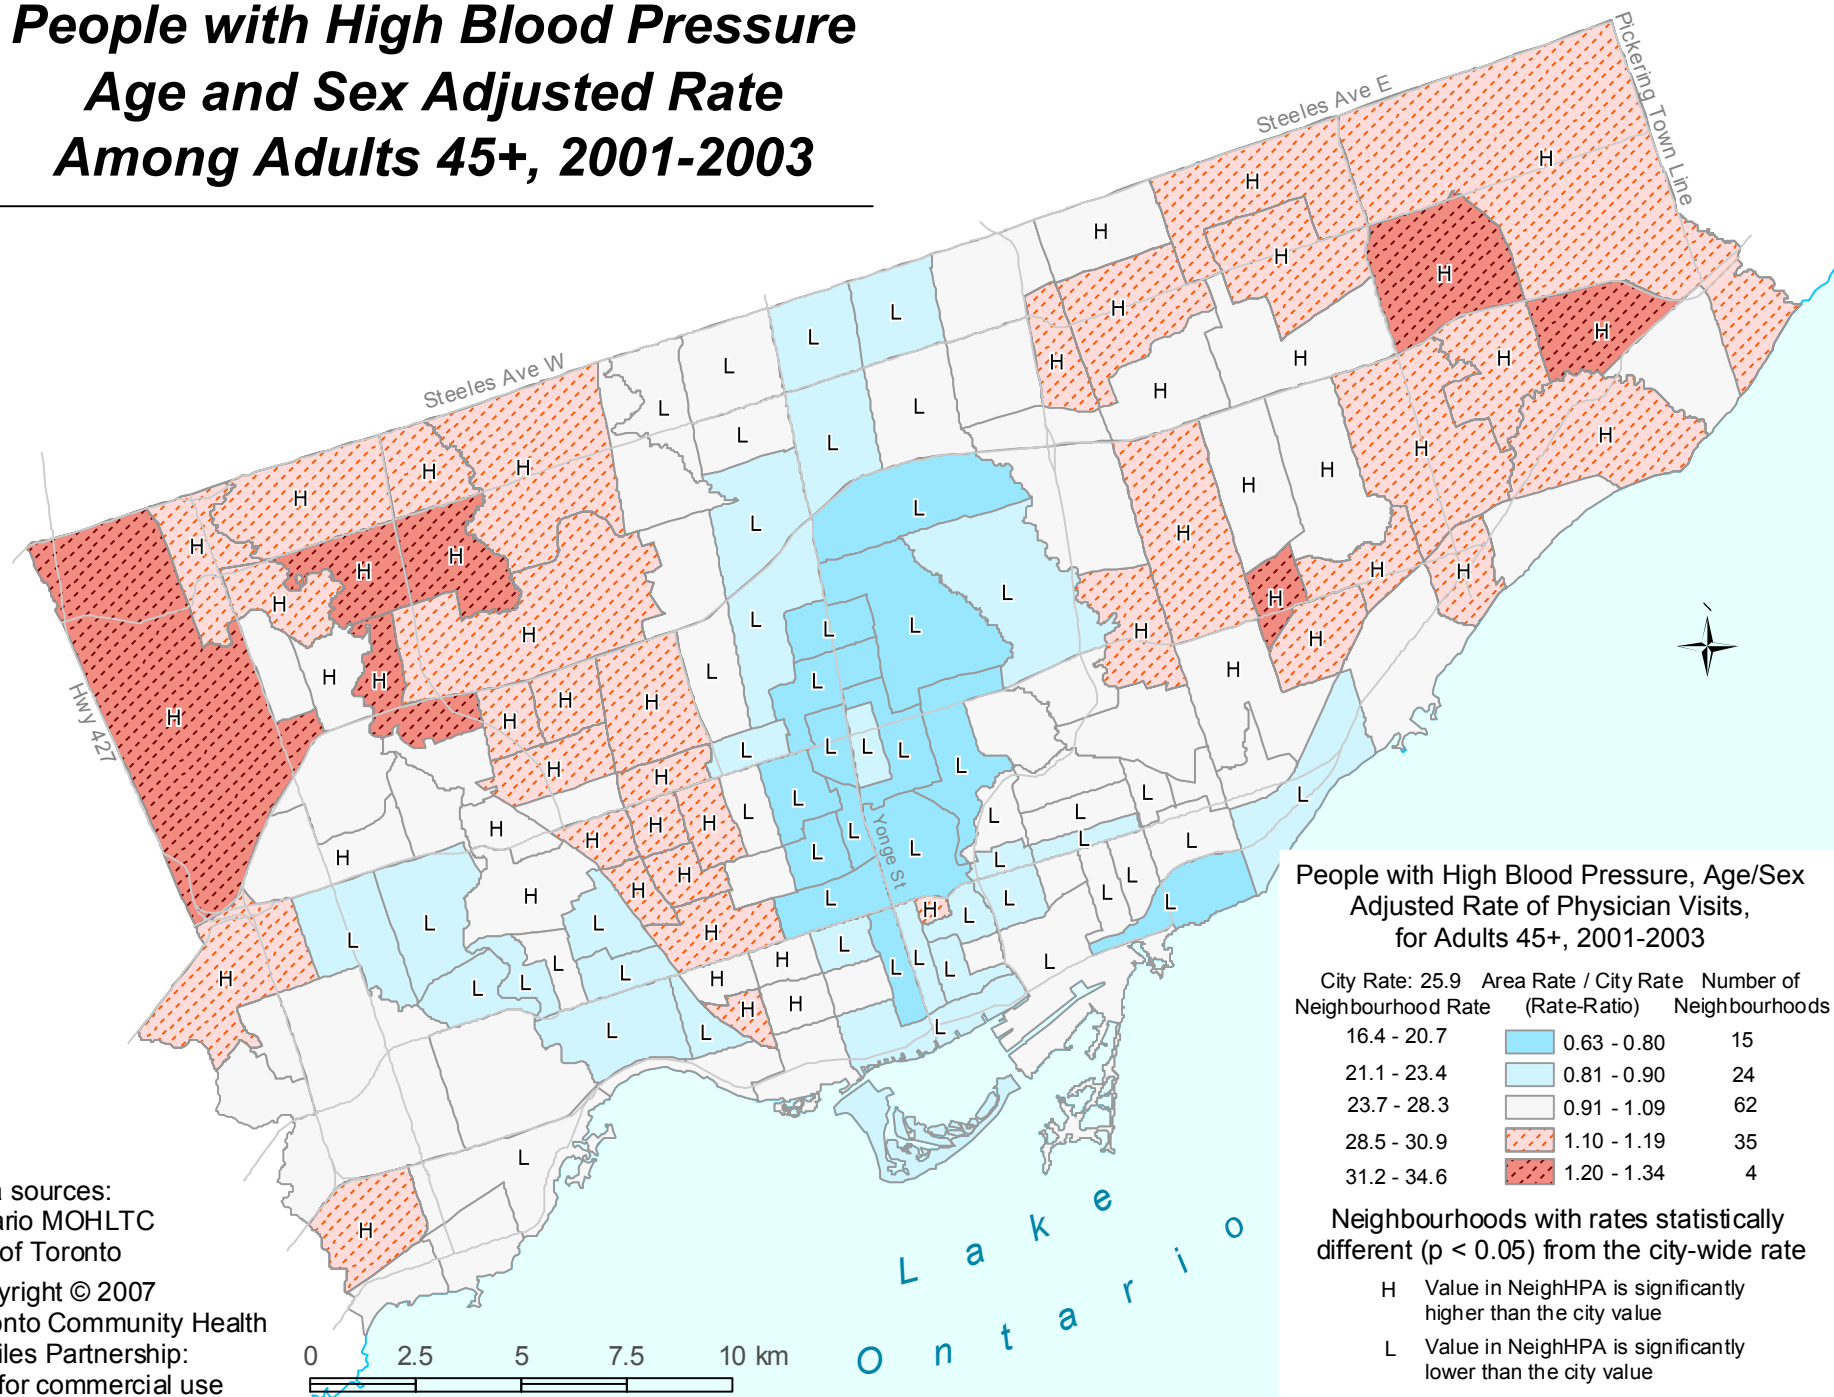 People with High Blood Pressure
Age and Sex Adjusted Rate
Among Adults 45+, 2001-2003
Pickering Town Line
Steeles Ave E
Steeles Ave W
Hwy 427
Yonge St
H
H
H
H
H
L
H
H
H
L
H
L
H
H
H
L
L
H
H
L
L
H
H
H
H
H
H
L
H
L
H
H
H
H
H
H
L
H
H
L
L
L
H
H
H
H
L
H
H
L
H
H
H
H
L
L
L
L
L
H
H
L
L
L
L
L
H
H
H
L
L
H
L
L
L
H
L
H
L
L
H
H
L
L
H
L
L
H
L
L
L
L
H
L
L
H
L
L
L
L
L
H
H
L
L
L
H
H
L
L
L
L
H
Lake
Ontario
People with High Blood Pressure, Age/Sex
Adjusted Rate of Physician Visits,
for Adults 45+, 2001-2003
City Rate: 25.9 Area Rate / City Rate Number of
Neighbourhood Rate (Rate-Ratio) Neighbourhoods
16.4 - 20.7 0.63 - 0.80 15
21.1 - 23.4 0.81 - 0.90 24
23.7 - 28.3 0.91 - 1.09 62
28.5 - 30.9 1.10 - 1.19 35
31.2 - 34.6 1.20 - 1.34 4
Neighbourhoods with rates statistically
different (p < 0.05) from the city-wide rate
H Value in NeighHPA is significantly
higher than the city value
L Value in NeighHPA is significantly
lower than the city value
sources:
of Toronto
2007
Community Health
Partnership:
for commercial use
0 2.5 5 7.5 10 km